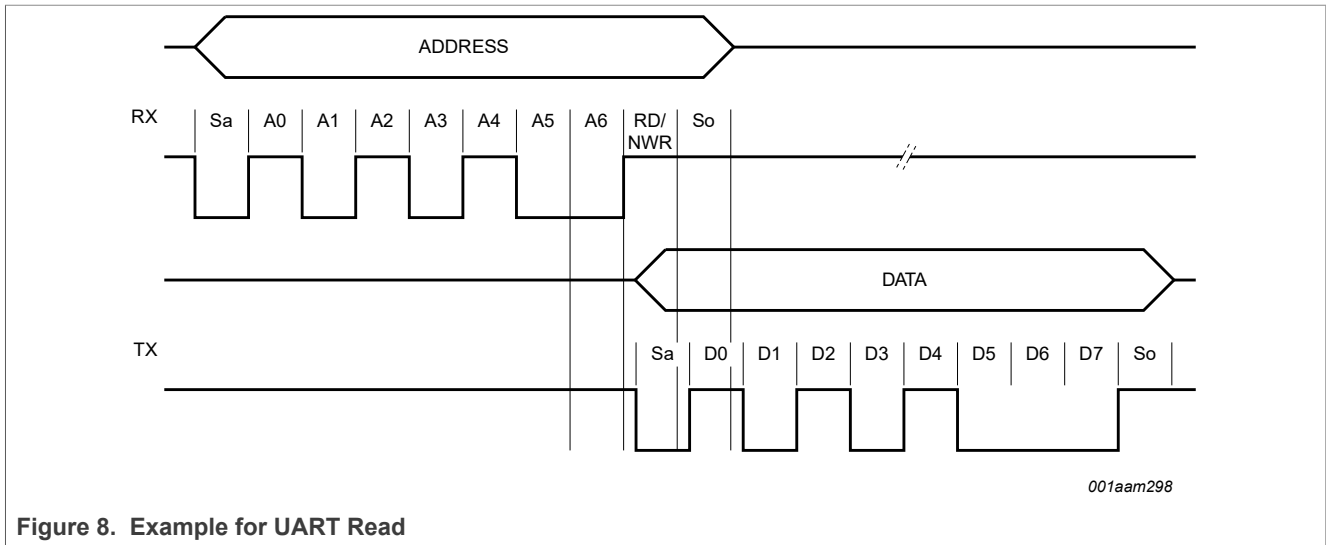 ADDRESS
RX Sa A0 A1 A2 A3 A4 A5 A6 RD/ So
NWR
DATA
TX Sa D0 D1 D2 D3 D4 D5 D6 D7 So
001aam298
Figure 8. Example for UART Read